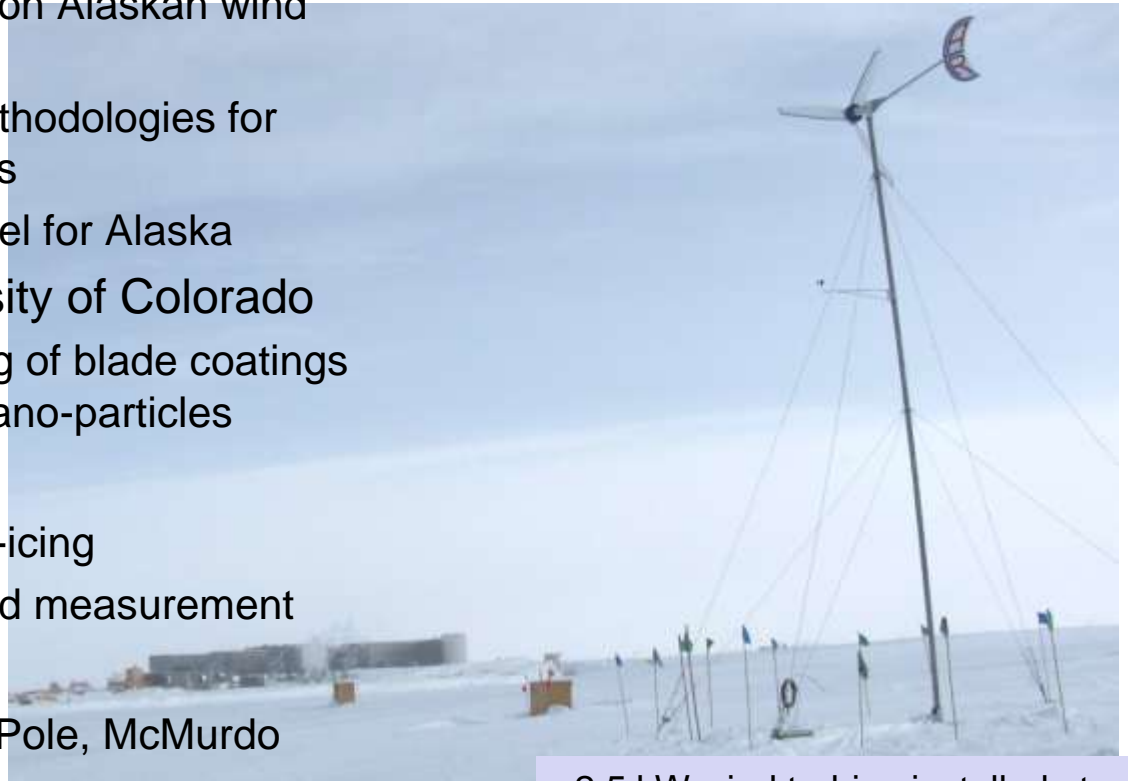 on Alaskan wind
thodologies for
s
el for Alaska
sity of Colorado
g of blade coatings
ano-particles
-icing
d measurement
Pole, McMurdo